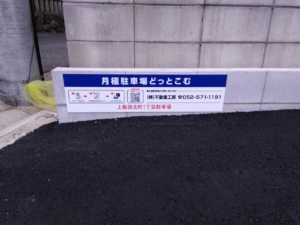 月極駐車場どっとこむ
(株)不動産工房 ☎052-571-1191
上飯田北町1丁目駐車場